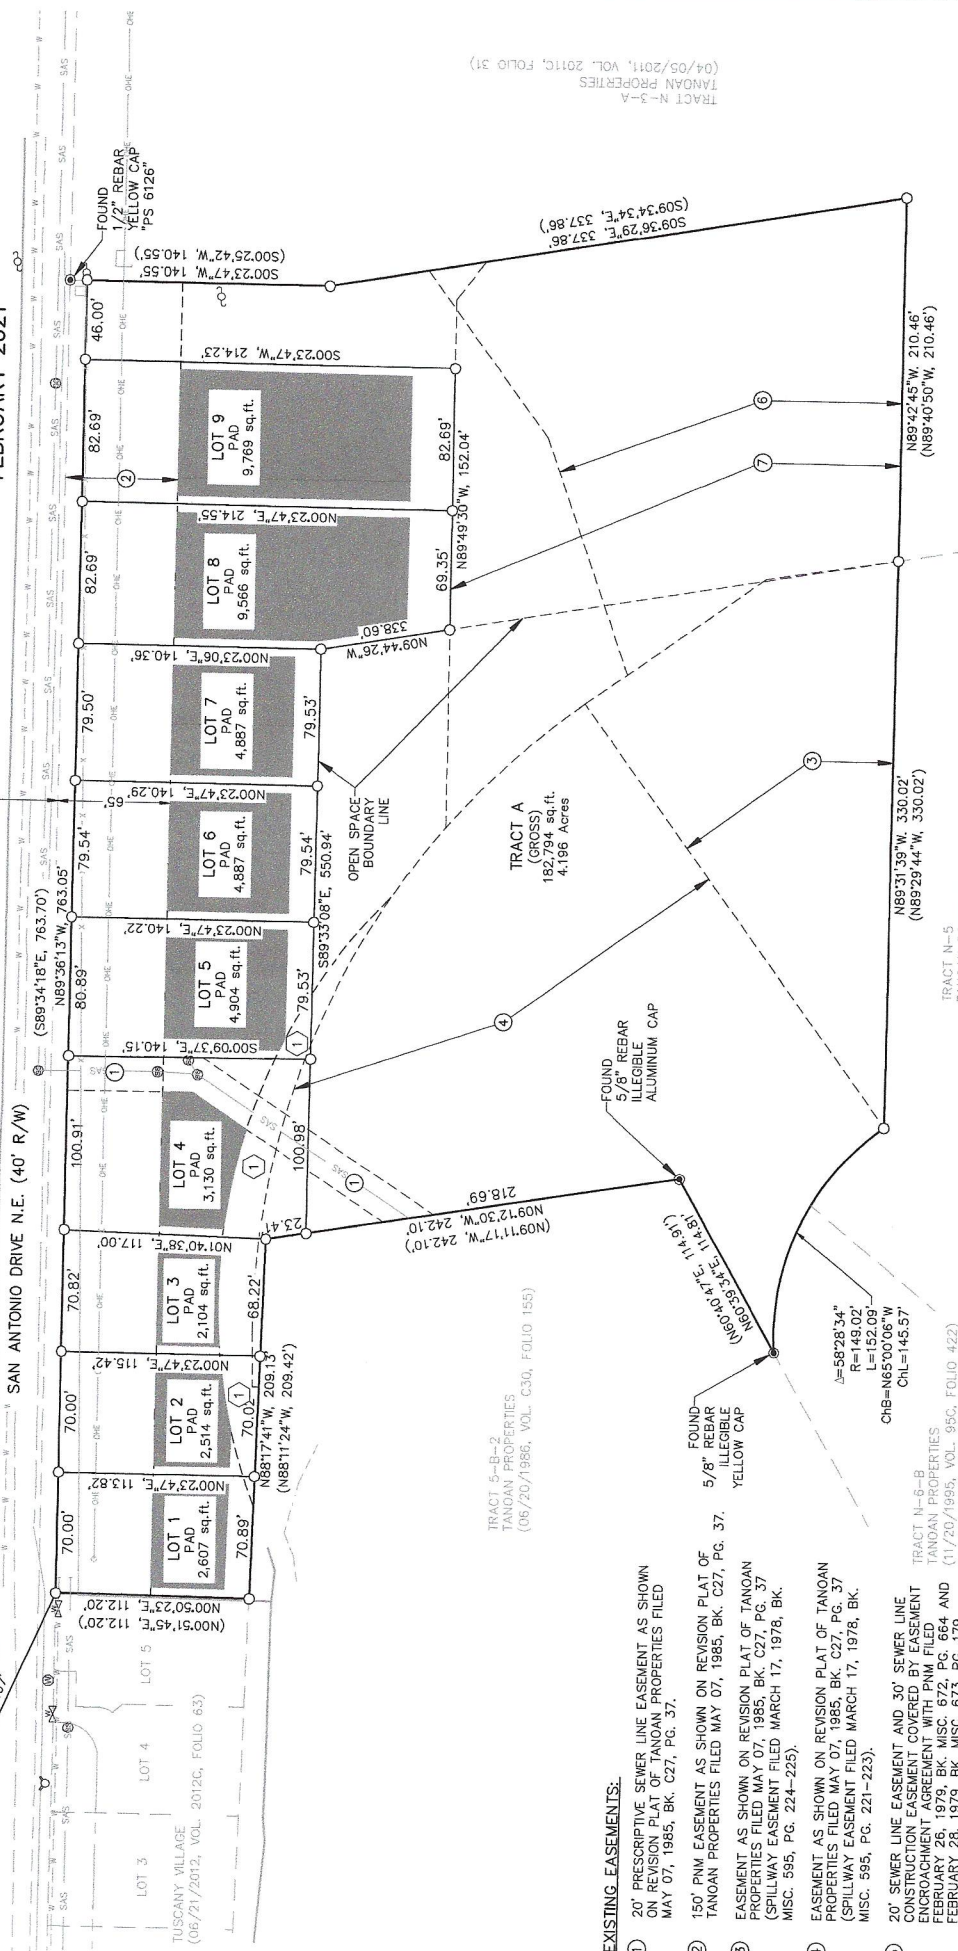 FEBRUARY 2021
SAN ANTONIO DRIVE N.E. (40' R/W)
(S89°34'18"E, 763.70')
N89°36'13"W, 763.05'
70.00'
70.00'
70.82'
100.91'
80.89'
79.54'
79.50'
82.69'
82.69'
46.00'
65'
FOUND
1/2" REBAR
YELLOW CAP
"PS 6126"
(N00°51'45"E, 112.20')
N00°50'23"E, 112.20'
LOT 1
PAD
2,607 sq.ft.
N00°23'47"E, 113.82'
LOT 2
PAD
2,514 sq.ft.
N00°23'47"E, 115.42'
LOT 3
PAD
2,104 sq.ft.
N01°40'38"E, 117.00'
LOT 4
PAD
3,130 sq.ft.
S00°09'37"E, 140.15'
LOT 5
PAD
4,904 sq.ft.
N00°23'47"E, 140.22'
LOT 6
PAD
4,887 sq.ft.
N00°23'47"E, 140.29'
LOT 7
PAD
4,887 sq.ft.
N00°23'06"E, 140.36'
LOT 8
PAD
9,566 sq.ft.
N00°23'47"E, 214.55'
LOT 9
PAD
9,769 sq.ft.
S00°23'47"W, 214.23'
S00°23'47"W, 140.55'
(S00°25'42"W, 140.55')
70.89'
70.02'
68.22'
23.41'
100.98'
79.53'
79.54'
79.53'
69.35'
82.69'
N88°17'41"W, 209.13'
(N88°11'24"W, 209.42')
S89°33'08"E, 550.94'
N09°44'26"W
338.60'
N89°49'30"W, 152.04'
S09°36'29"E, 337.86'
(S09°34'34"E, 337.86')
TRACT N-3-A
TANOAN PROPERTIES
(04/05/2011, VOL. 2011C, FOLIO 31)
OPEN SPACE
BOUNDARY
LINE
TRACT A
(GROSS)
182,794 sq.ft.
4.196 Acres
218.69'
N09°12'30"W, 242.10'
(N09°11'17"W, 242.10')
FOUND
5/8" REBAR
ILLEGIBLE
ALUMINUM CAP
(N60°40'47"E, 114.91')
N60°39'34"E, 114.81'
FOUND
5/8" REBAR
ILLEGIBLE
YELLOW CAP
Δ=58°28'34"
R=149.02'
L=152.09'
ChB=N65°00'06"W
ChL=145.57'
N89°31'39"W, 330.02'
(N89°29'44"W, 330.02')
N89°42'45"W, 210.46'
(N89°40'50"W, 210.46')
TRACT N-5
TRACT 5-B-2
TANOAN PROPERTIES
(06/20/1986, VOL. C30, FOLIO 155)
TRACT N-6-B
TANOAN PROPERTIES
(11/20/1995, VOL. 95C, FOLIO 422)
LOT 3
LOT 4
LOT 5
TUSCANY VILLAGE
(06/21/2012, VOL. 2012C, FOLIO 63)
EXISTING EASEMENTS:
1 20' PRESCRIPTIVE SEWER LINE EASEMENT AS SHOWN
ON REVISION PLAT OF TANOAN PROPERTIES FILED
MAY 07, 1985, BK. C27, PG. 37.
2 150' PNM EASEMENT AS SHOWN ON REVISION PLAT OF
TANOAN PROPERTIES FILED MAY 07, 1985, BK. C27, PG. 37.
3 EASEMENT AS SHOWN ON REVISION PLAT OF TANOAN
PROPERTIES FILED MAY 07, 1985, BK. C27, PG. 37
(SPILLWAY EASEMENT FILED MARCH 17, 1978, BK.
MISC. 595, PG. 224-225).
EASEMENT AS SHOWN ON REVISION PLAT OF TANOAN
PROPERTIES FILED MAY 07, 1985, BK. C27, PG. 37
(SPILLWAY EASEMENT FILED MARCH 17, 1978, BK.
MISC. 595, PG. 221-223).
20' SEWER LINE EASEMENT AND 30' SEWER LINE
CONSTRUCTION EASEMENT COVERED BY EASEMENT
ENCROACHMENT AGREEMENT WITH PNM FILED
FEBRUARY 26, 1979, BK. MISC. 672, PG. 664 AND
FEBRUARY 28, 1979, BK. MISC. 673, PG. 179